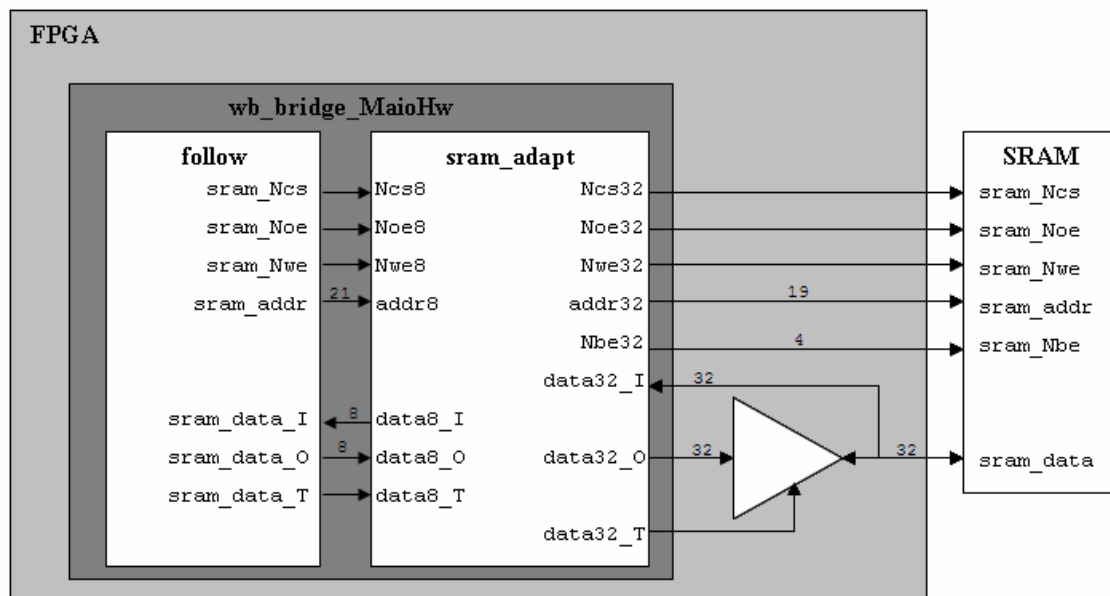 FPGA
wb_bridge_MaioHw
follow
sram_adapt
SRAM
sram_Ncs
Ncs8
Ncs32
sram_Ncs
sram_Noe
Noe8
Noe32
sram_Noe
sram_Nwe
Nwe8
Nwe32
sram_Nwe
sram_addr
21
addr8
addr32
19
sram_addr
Nbe32
4
sram_Nbe
data32_I
32
sram_data_I
8
data8_I
sram_data_O
8
data8_O
data32_O
32
32
sram_data
sram_data_T
data8_T
data32_T